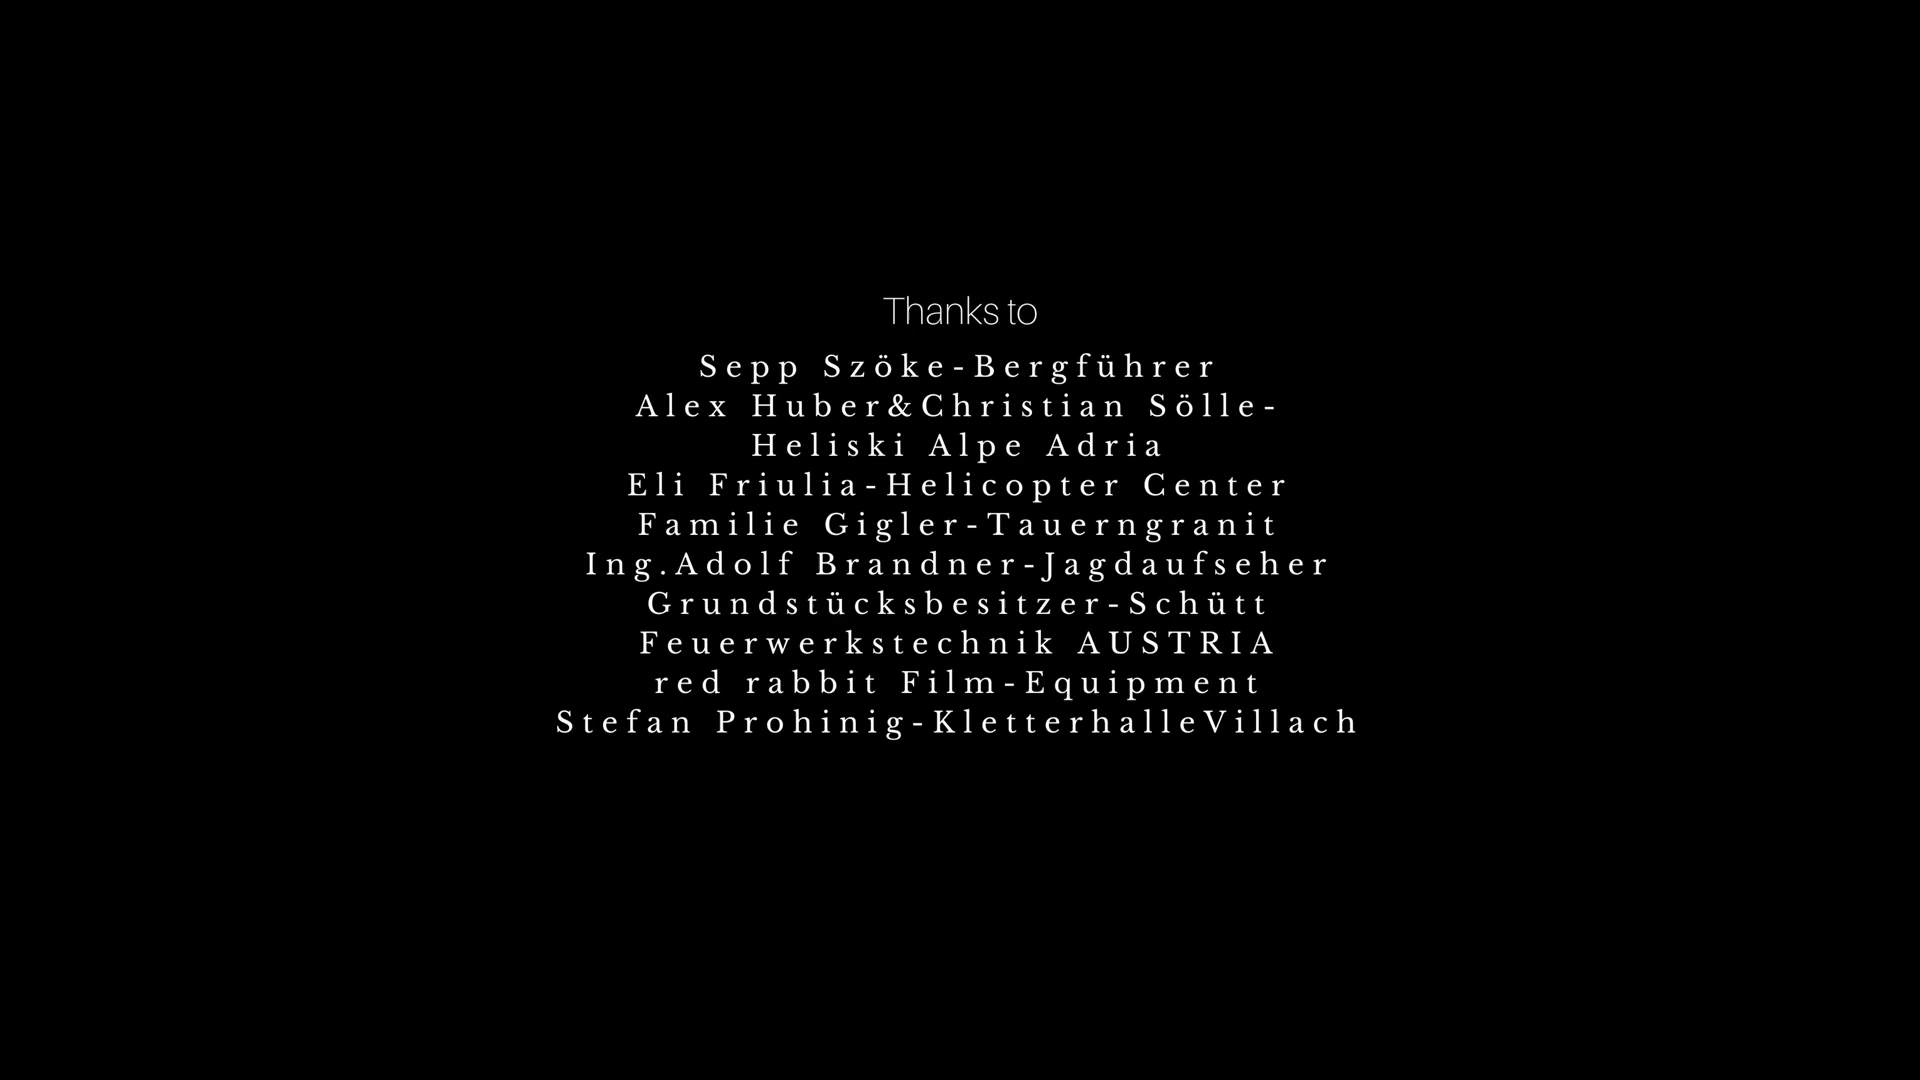 Thanks to
Sepp Szöke-Bergführer
Alex Huber&Christian Sölle-
Heliski Alpe Adria
Eli Friulia-Helicopter Center
Familie Gigler-Tauerngranit
Ing.Adolf Brandner-Jagdaufseher
Grundstücksbesitzer-Schütt
Feuerwerkstechnik AUSTRIA
red rabbit Film-Equipment
Stefan Prohinig-KletterhalleVillach